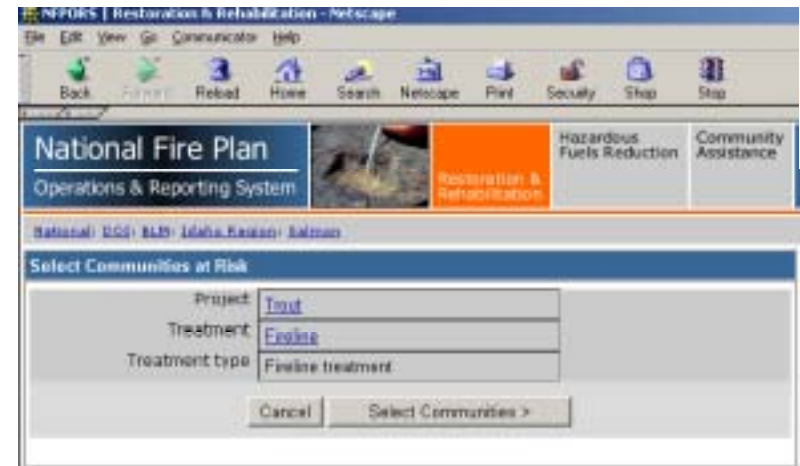 NFPORS | Restoration & Rehabilitation - Netscape
File Edit View Go Communicator Help
Back Forward Reload Home Search Netscape Print Security Shop Stop
National Fire Plan
Operations & Reporting System
Restoration &
Rehabilitation
Hazardous
Fuels Reduction
Community
Assistance
National› DOI› BLM› Idaho Region› Salmon
Select Communities at Risk
Project Trout
Treatment Fireline
Treatment type Fireline treatment
Cancel Select Communities >